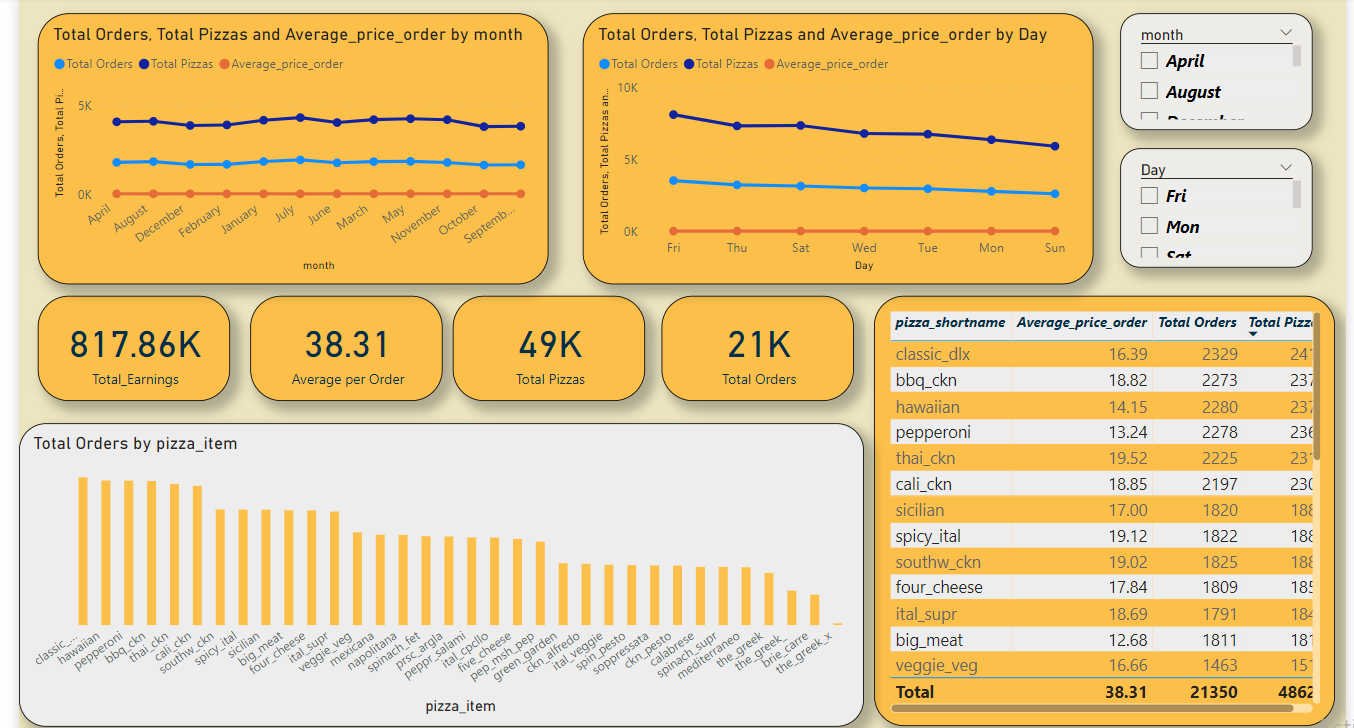 Total Orders, Total Pizzas and Average_price_order by month
Total Orders Total Pizzas Average_price_order
Total Orders, Total Pi...
5K
0K
April August December February January July June March May November October Septemb...
month
Total Orders, Total Pizzas and Average_price_order by Day
Total Orders Total Pizzas Average_price_order
Total Orders, Total Pizzas an...
10K
5K
0K
Fri Thu Sat Wed Tue Mon Sun
Day
month
April
August
December
Day
Fri
Mon
Sat
817.86K
Total_Earnings
38.31
Average per Order
49K
Total Pizzas
21K
Total Orders
Total Orders by pizza_item
classic_... hawaiian pepperoni bbq_ckn thai_ckn cali_ckn southw_ckn spicy_ital sicilian big_meat four_cheese ital_supr veggie_veg mexicana napolitana spinach_fet prsc_argla peppr_salami ital_cpcllo five_cheese pep_msh_pep green_garden ckn_alfredo ital_veggie spin_pesto soppressata ckn_pesto calabrese spinach_supr mediterraneo the_greek the_greek_ brie_carre the_greek_x
pizza_item
pizza_shortname Average_price_order Total Orders Total Pizz
classic_dlx 16.39 2329 241
bbq_ckn 18.82 2273 237
hawaiian 14.15 2280 237
pepperoni 13.24 2278 236
thai_ckn 19.52 2225 231
cali_ckn 18.85 2197 230
sicilian 17.00 1820 188
spicy_ital 19.12 1822 188
southw_ckn 19.02 1825 188
four_cheese 17.84 1809 185
ital_supr 18.69 1791 184
big_meat 12.68 1811 181
veggie_veg 16.66 1463 151
Total 38.31 21350 4862